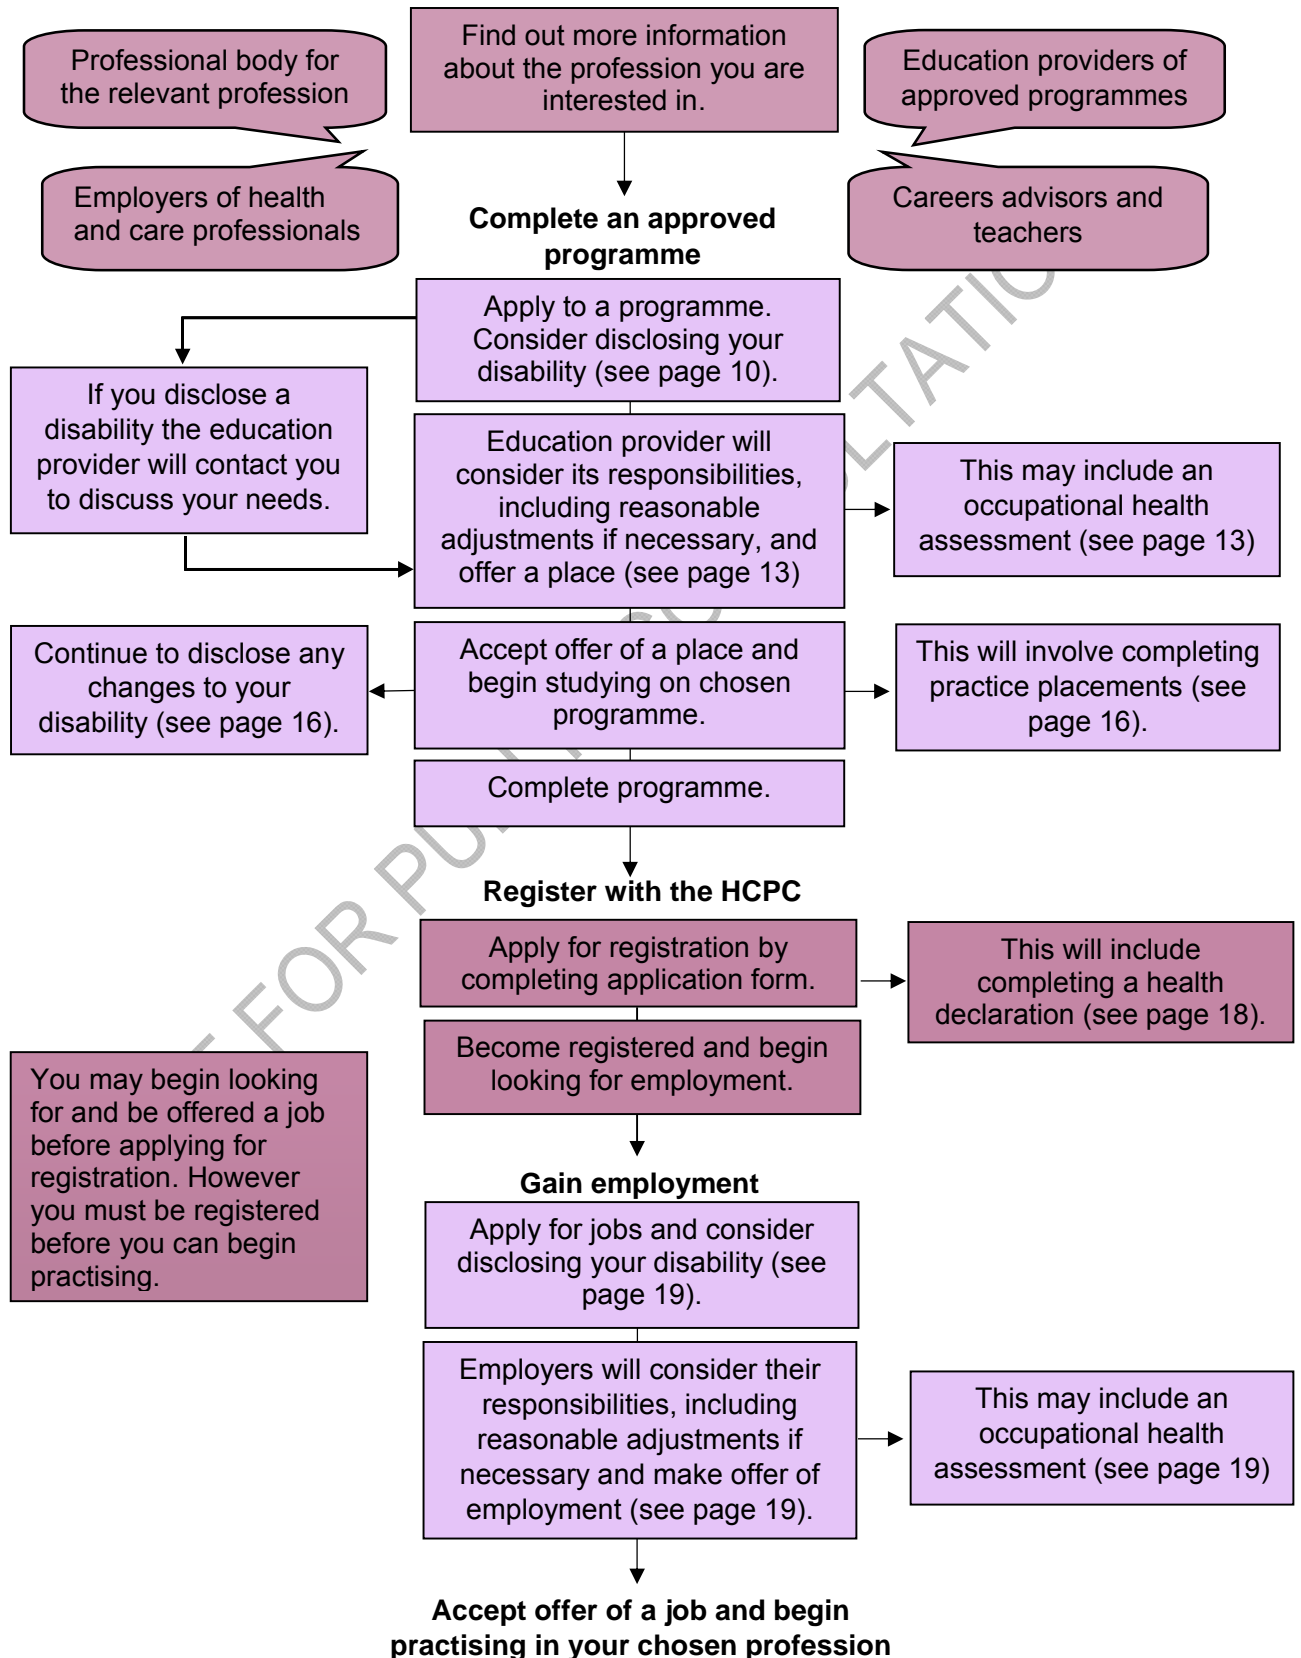 Professional body for
the relevant profession
Find out more information
about the profession you are
interested in.
Education providers of
approved programmes
Employers of health
and care professionals
Careers advisors and
teachers
Complete an approved
programme
Apply to a programme.
Consider disclosing your
disability (see page 10).
If you disclose a
disability the education
provider will contact you
to discuss your needs.
Education provider will
consider its responsibilities,
including reasonable
adjustments if necessary, and
offer a place (see page 13)
This may include an
occupational health
assessment (see page 13)
Continue to disclose any
changes to your
disability (see page 16).
Accept offer of a place and
begin studying on chosen
programme.
This will involve completing
practice placements (see
page 16).
Complete programme.
Register with the HCPC
Apply for registration by
completing application form.
This will include
completing a health
declaration (see page 18).
Become registered and begin
looking for employment.
You may begin looking
for and be offered a job
before applying for
registration. However
you must be registered
before you can begin
practising.
Gain employment
Apply for jobs and consider
disclosing your disability (see
page 19).
Employers will consider their
responsibilities, including
reasonable adjustments if
necessary and make offer of
employment (see page 19).
This may include an
occupational health
assessment (see page 19)
Accept offer of a job and begin
practising in your chosen profession
FOR